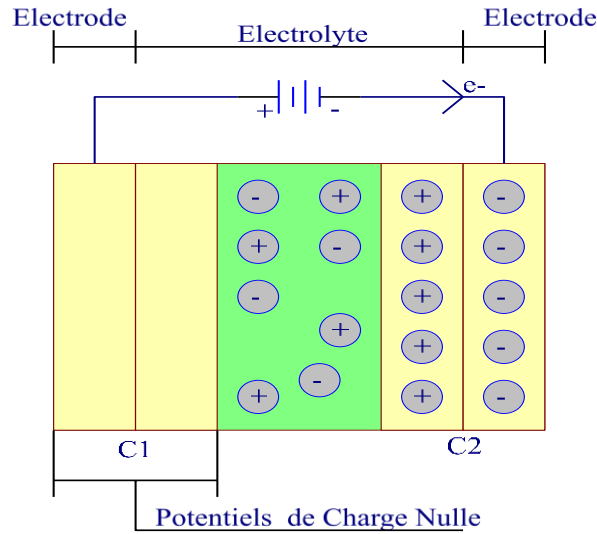 Electrode
Electrolyte
Electrode
+ - e-
- + + -
+ - + -
- + -
+ + -
- 
+ + -
C1
C2
Potentiels de Charge Nulle